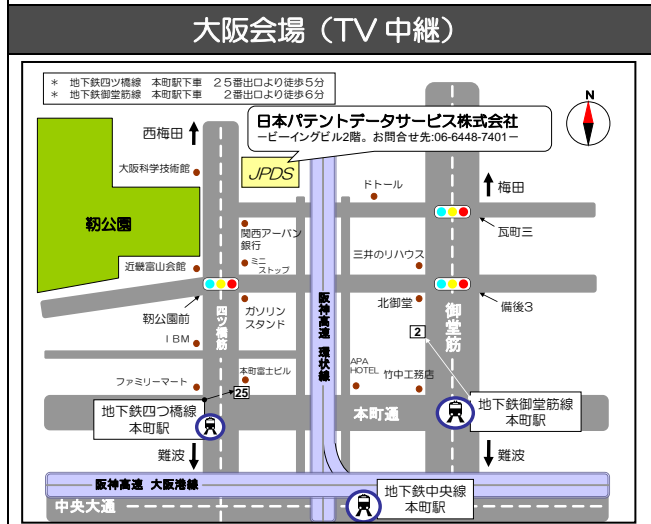 大阪会場（TV 中継）
＊ 地下鉄四ツ橋線 本町駅下車 ２５番出口より徒歩５分
＊ 地下鉄御堂筋線 本町駅下車 ２番出口より徒歩６分
日本パテントデータサービス株式会社
－ビーイングビル2階。お問合せ先:06-6448-7401－
N
西梅田
大阪科学技術館
JPDS
ドトール
梅田
靭公園
関西アーバン
銀行
瓦町三
近畿富山会館
ミニ
ストップ
三井のリハウス
靭公園前
四ツ橋筋
ガソリン
スタンド
阪神高速 環状線
北御堂
御堂筋
備後3
ＩＢＭ
2
ファミリーマート
本町富士ビル
25
APA
HOTEL
竹中工務店
地下鉄四つ橋線
本町駅
本町通
地下鉄御堂筋線
本町駅
難波
難波
阪神高速 大阪港線
地下鉄中央線
本町駅
中央大通